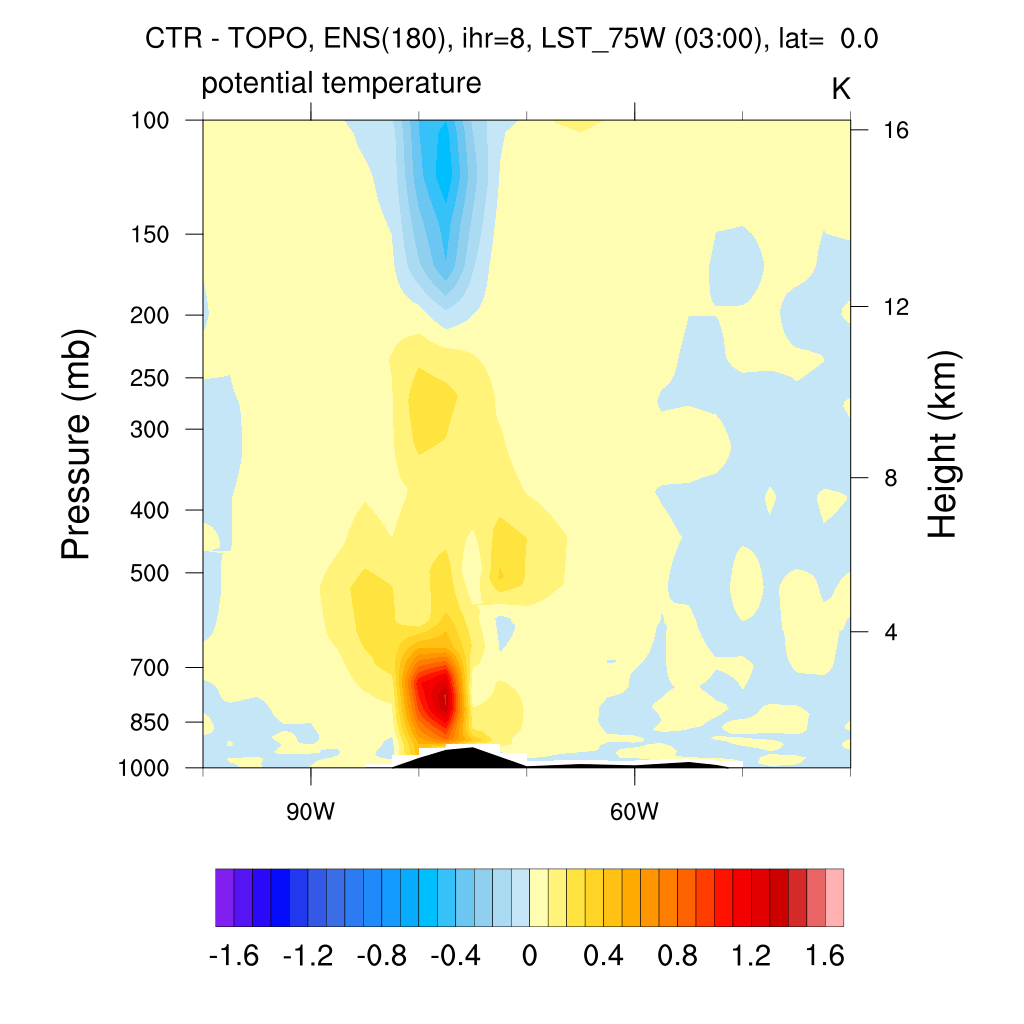 CTR - TOPO, ENS(180), ihr=8, LST_75W (03:00), lat=  0.0
potential temperature K
100
150
200
250
300
400
500
700
850
1000
Pressure (mb)
16
12
8
4
Height (km)
90W 60W
-1.6 -1.2 -0.8 -0.4 0 0.4 0.8 1.2 1.6